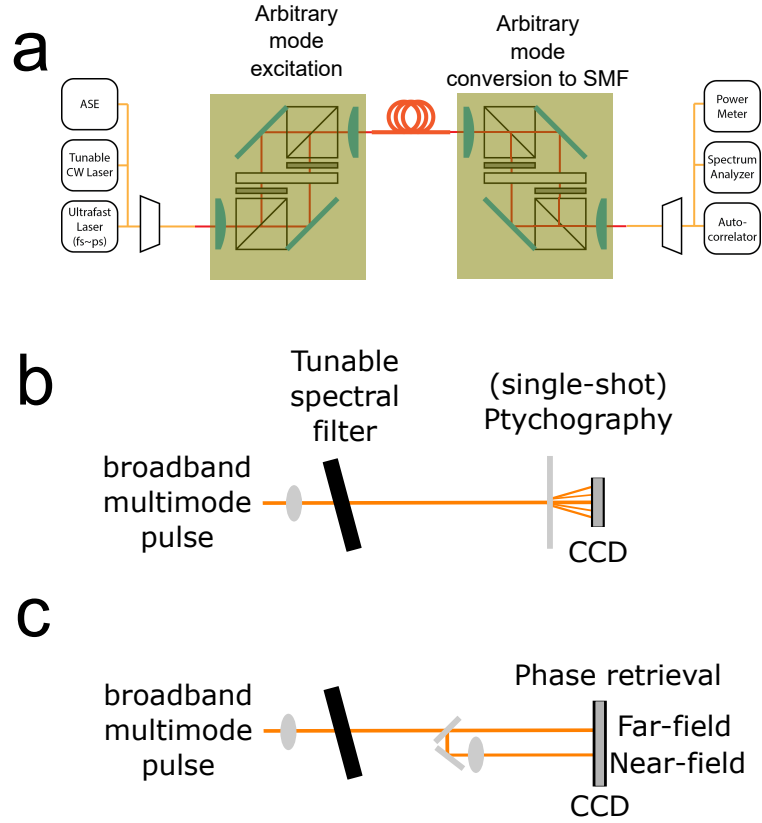 a
Arbitrary
mode
excitation
Arbitrary
mode
conversion to SMF
ASE
Tunable
CW Laser
Ultrafast
Laser
(fs~ps)
Power
Meter
Spectrum
Analyzer
Auto-
correlator
b
Tunable
spectral
filter
(single-shot)
Ptychography
broadband
multimode
pulse
CCD
c
broadband
multimode
pulse
Phase retrieval
Far-field
Near-field
CCD